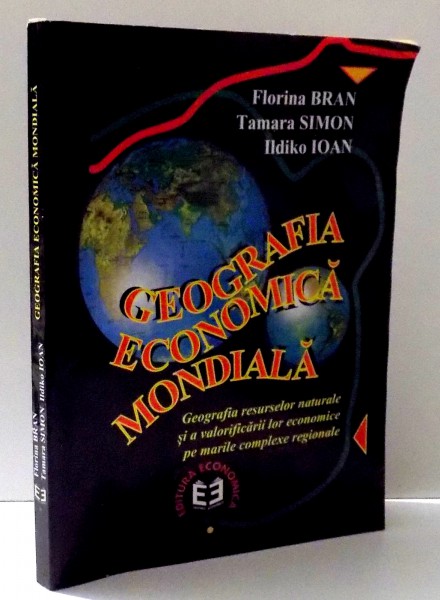 Florina BRAN
Tamara SIMON
Ildiko IOAN
GEOGRAFIA
ECONOMICĂ
MONDIALĂ
Geografia resurselor naturale
și a valorificării lor economice
pe marile complexe regionale
EDITURA ECONOMICĂ
GEOGRAFIA ECONOMICĂ MONDIALĂ
Florina BRAN
Tamara SIMON Ildiko IOAN